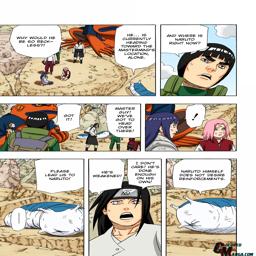 WHY WOULD HE
BE SO RECK-
LESS!?
HE... IS
CURRENTLY
HEADING
TOWARD THE
MASTERMIND'S
LOCATION,
ALONE.
AND WHERE IS
NARUTO
RIGHT NOW?
GOT
IT!
MASTER
GUY!
WE'VE
GOT TO
HEAD
OVER
THERE!
!
PLEASE
LEAD US TO
NARUTO!
HE'S
WEAKENED!
I DON'T
CARE! HE'S
DONE
ENOUGH
ON HIS
OWN!
NARUTO HIMSELF
DOES NOT DESIRE
REINFORCEMENTS.